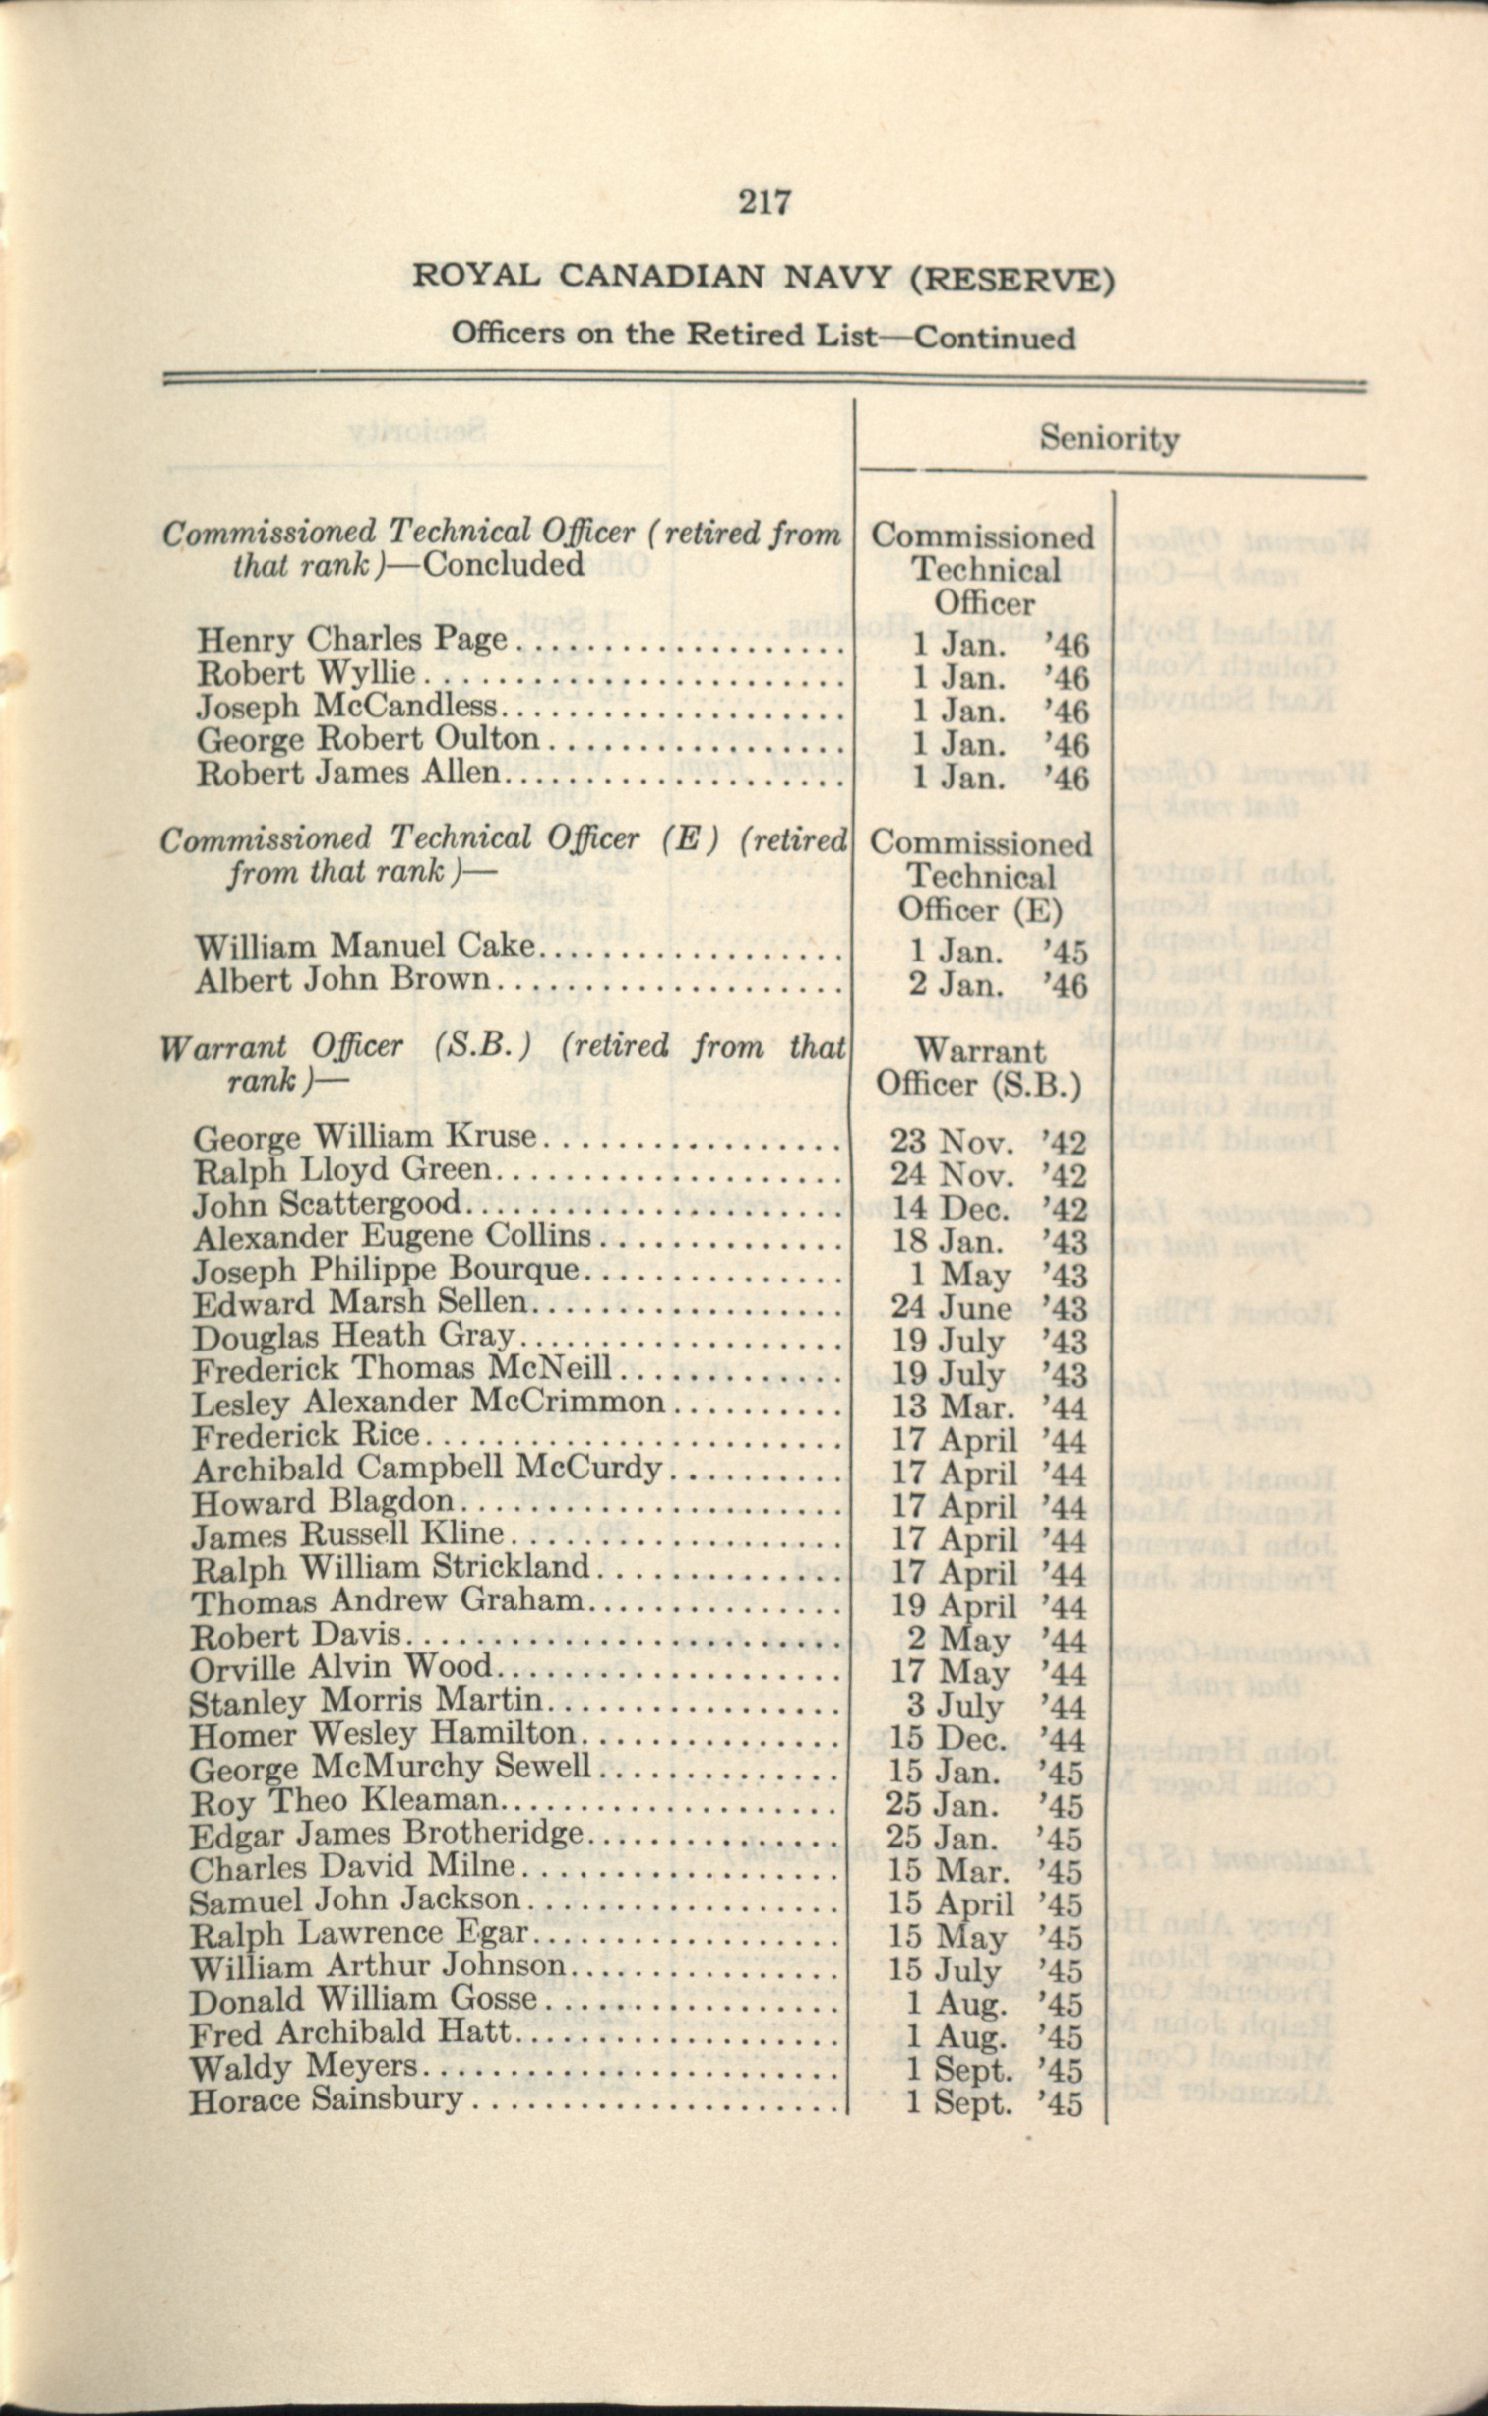 217
ROYAL CANADIAN NAVY (RESERVE)
Officers on the Retired List—Continued
Seniority
Commissioned Technical Officer (retired from that rank)—Concluded
Commissioned Technical Officer
Henry Charles Page.................... 1 Jan. ’46
Robert Wyllie......................... 1 Jan. ’46
Joseph McCandless..................... 1 Jan. ’46
George Robert Oulton.................. 1 Jan. ’46
Robert James Allen.................... 1 Jan. ’46
Commissioned Technical Officer (E) (retired from that rank)—
Commissioned Technical Officer (E)
William Manuel Cake................... 1 Jan. ’45
Albert John Brown..................... 2 Jan. ’46
Warrant Officer (S.B.) (retired from that rank)—
Warrant Officer (S.B.)
George William Kruse.................. 23 Nov. ’42
Ralph Lloyd Green..................... 24 Nov. ’42
John Scattergood...................... 14 Dec. ’42
Alexander Eugene Collins.............. 18 Jan. ’43
Joseph Philippe Bourque............... 1 May ’43
Edward Marsh Sellen................... 24 June ’43
Douglas Heath Gray.................... 19 July ’43
Frederick Thomas McNeill.............. 19 July ’43
Lesley Alexander McCrimmon.......... 13 Mar. ’44
Frederick Rice......................... 17 April ’44
Archibald Campbell McCurdy.......... 17 April ’44
Howard Blagdon....................... 17 April ’44
James Russell Kline.................... 17 April ’44
Ralph William Strickland............... 17 April ’44
Thomas Andrew Graham................ 19 April ’44
Robert Davis.......................... 2 May ’44
Orville Alvin Wood..................... 17 May ’44
Stanley Morris Martin.................. 3 July ’44
Homer Wesley Hamilton................ 15 Dec. ’44
George McMurchy Sewell............... 15 Jan. ’45
Roy Theo Kleaman..................... 25 Jan. ’45
Edgar James Brotheridge............... 25 Jan. ’45
Charles David Milne................... 15 Mar. ’45
Samuel John Jackson................... 15 April ’45
Ralph Lawrence Egar................... 15 May ’45
William Arthur Johnson................ 15 July ’45
Donald William Gosse.................. 1 Aug. ’45
Fred Archibald Hatt.................... 1 Aug. ’45
Waldy Meyers......................... 1 Sept. ’45
Horace Sainsbury...................... 1 Sept. ’45